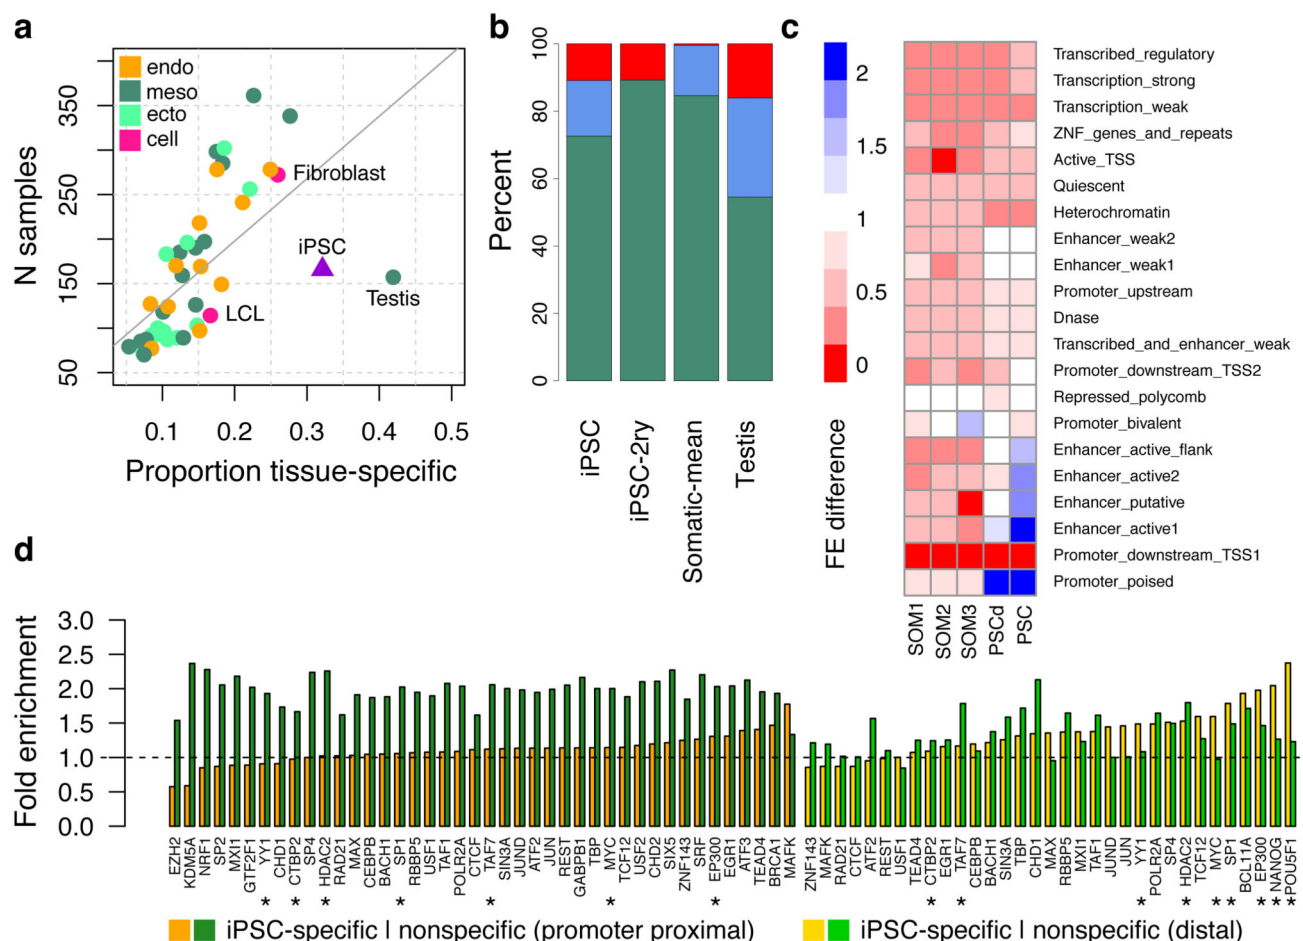 a
endo
meso
ecto
cell
Fibroblast
iPSC
Testis
LCL
N samples
50
150
250
350
0.1 0.2 0.3 0.4 0.5
Proportion tissue-specific
b
Percent
0
20
40
60
80
100
iPSC
iPSC-2ry
Somatic-mean
Testis
c
2
1.5
1
0.5
0
FE difference
Transcribed_regulatory
Transcription_strong
Transcription_weak
ZNF_genes_and_repeats
Active_TSS
Quiescent
Heterochromatin
Enhancer_weak2
Enhancer_weak1
Promoter_upstream
Dnase
Transcribed_and_enhancer_weak
Promoter_downstream_TSS2
Repressed_polycomb
Promoter_bivalent
Enhancer_active_flank
Enhancer_active2
Enhancer_putative
Enhancer_active1
Promoter_downstream_TSS1
Promoter_poised
SOM1
SOM2
SOM3
PSCd
PSC
d
Fold enrichment
3.0
2.5
2.0
1.5
1.0
0.5
0.0
EZH2
KDM5A
NRF1
SP2
MXI1
GTF2F1
YY1 *
CHD1
CTBP2 *
SP4
HDAC2 *
RAD21
MAX
CEBPB
BACH1
SP1 *
RBBP5
USF1
TAF1
POLR2A
CTCF
TAF7 *
SIN3A
JUND
ATF2
JUN
REST
GABPB1
TBP
MYC *
TCF12
USF2
CHD2
SIX5
ZNF143
SRF
EP300 *
EGR1
ATF3
TEAD4
BRCA1
MAFK
ZNF143
MAFK
RAD21
CTCF
ATF2
REST
USF1
TEAD4
CTBP2 *
EGR1
TAF7 *
CEBPB
BACH1
SIN3A
TBP
CHD1
MAX
RBBP5
MXI1
TAF1
JUND
JUN
YY1 *
POLR2A
SP4
HDAC2 *
TCF12
MYC *
SP1 *
BCL11A
EP300 *
NANOG *
POU5F1 *
iPSC-specific | nonspecific (promoter proximal)
iPSC-specific | nonspecific (distal)